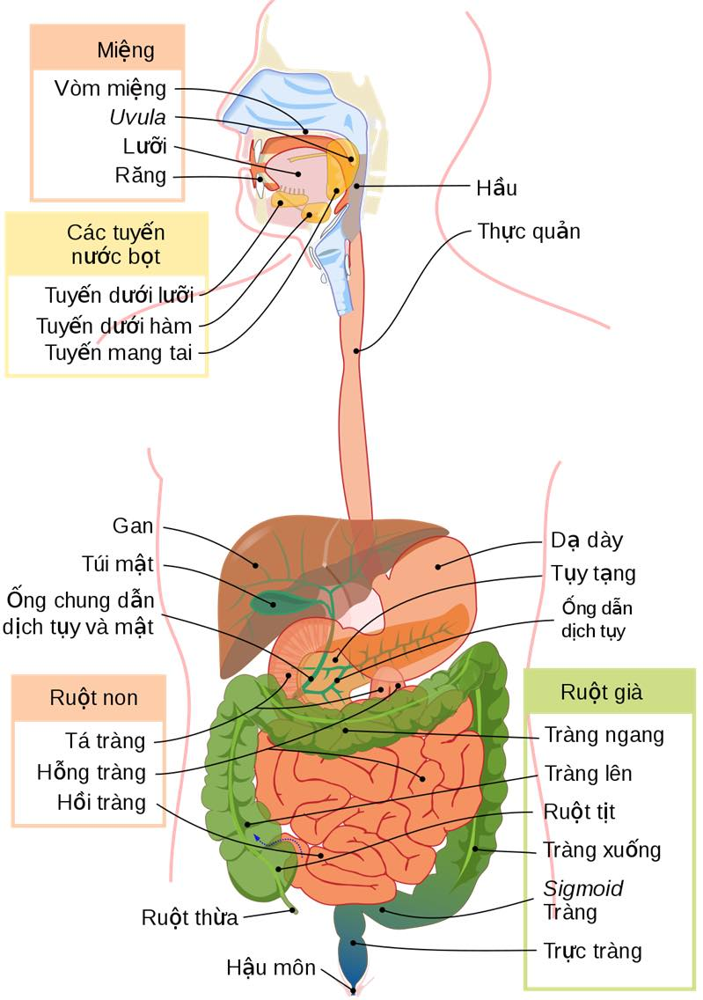 Miệng
Vòm miệng
Uvula
Lưỡi
Răng
Các tuyến
nước bọt
Tuyến dưới lưỡi
Tuyến dưới hàm
Tuyến mang tai
Hầu
Thực quản
Gan
Túi mật
Ống chung dẫn
dịch tụy và mật
Dạ dày
Tụy tạng
Ống dẫn
dịch tụy
Ruột non
Tá tràng
Hỗng tràng
Hồi tràng
Ruột già
Tràng ngang
Tràng lên
Ruột tịt
Tràng xuống
Sigmoid
Tràng
Trực tràng
Ruột thừa
Hậu môn